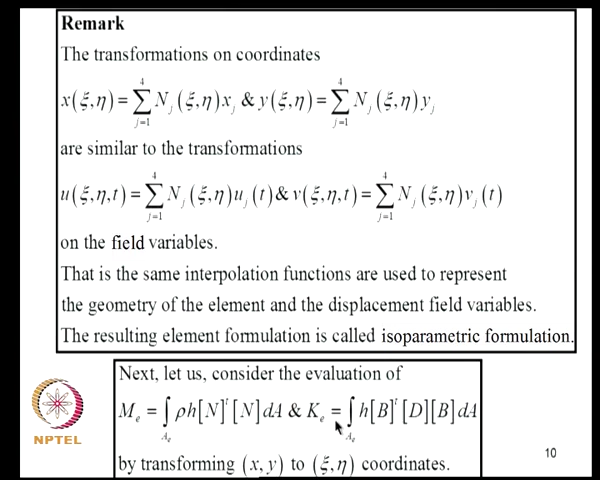 Remark
The transformations on coordinates
x(ξ,η) = ∑_{j=1}^{4} N_j(ξ,η)x_j & y(ξ,η) = ∑_{j=1}^{4} N_j(ξ,η)y_j
are similar to the transformations
u(ξ,η,t) = ∑_{j=1}^{4} N_j(ξ,η)u_j(t) & v(ξ,η,t) = ∑_{j=1}^{4} N_j(ξ,η)v_j(t)
on the field variables.
That is the same interpolation functions are used to represent
the geometry of the element and the displacement field variables.
The resulting element formulation is called isoparametric formulation.
Next, let us, consider the evaluation of
M_e = ∫_{A_e} ρh[N]^t[N]dA & K_e = ∫_{A_e} h[B]^t[D][B]dA
by transforming (x,y) to (ξ,η) coordinates.
NPTEL
10